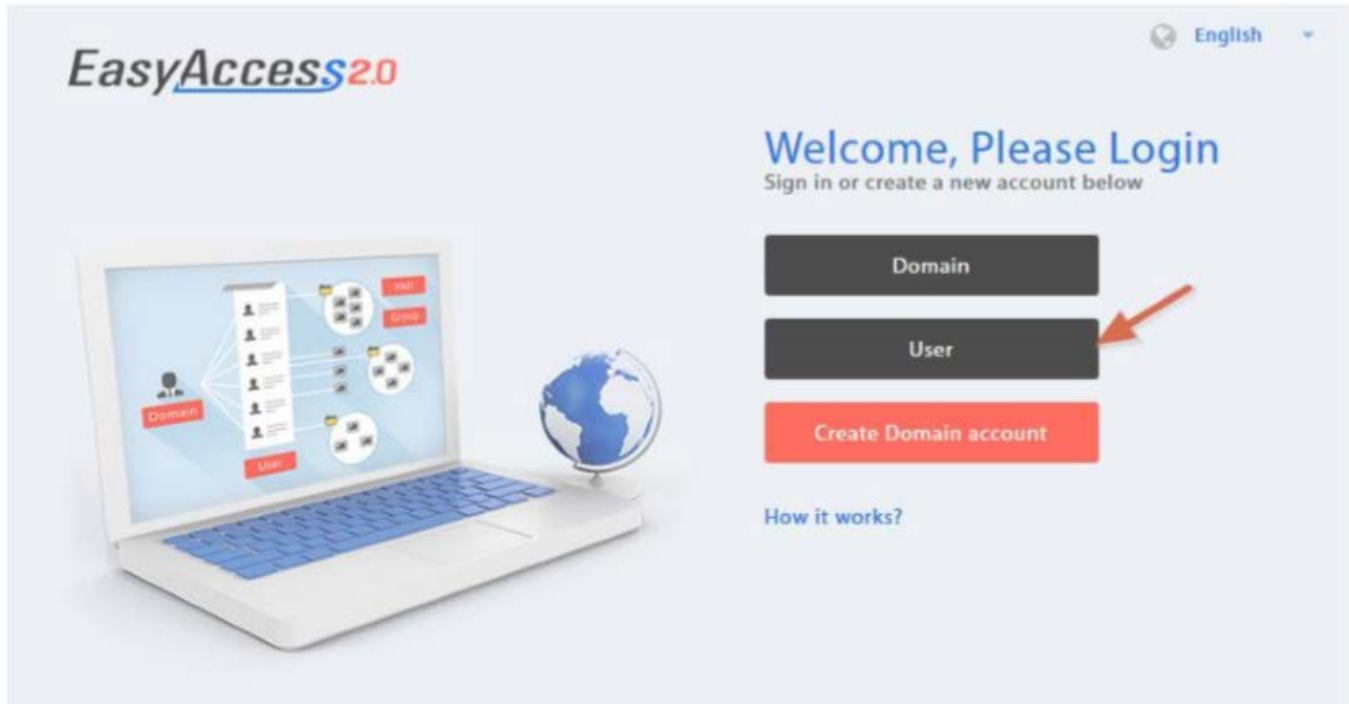 English
EasyAccess2.0
Welcome, Please Login
Sign in or create a new account below
Domain
User
Create Domain account
How it works?
HMI
Group
Domain
User